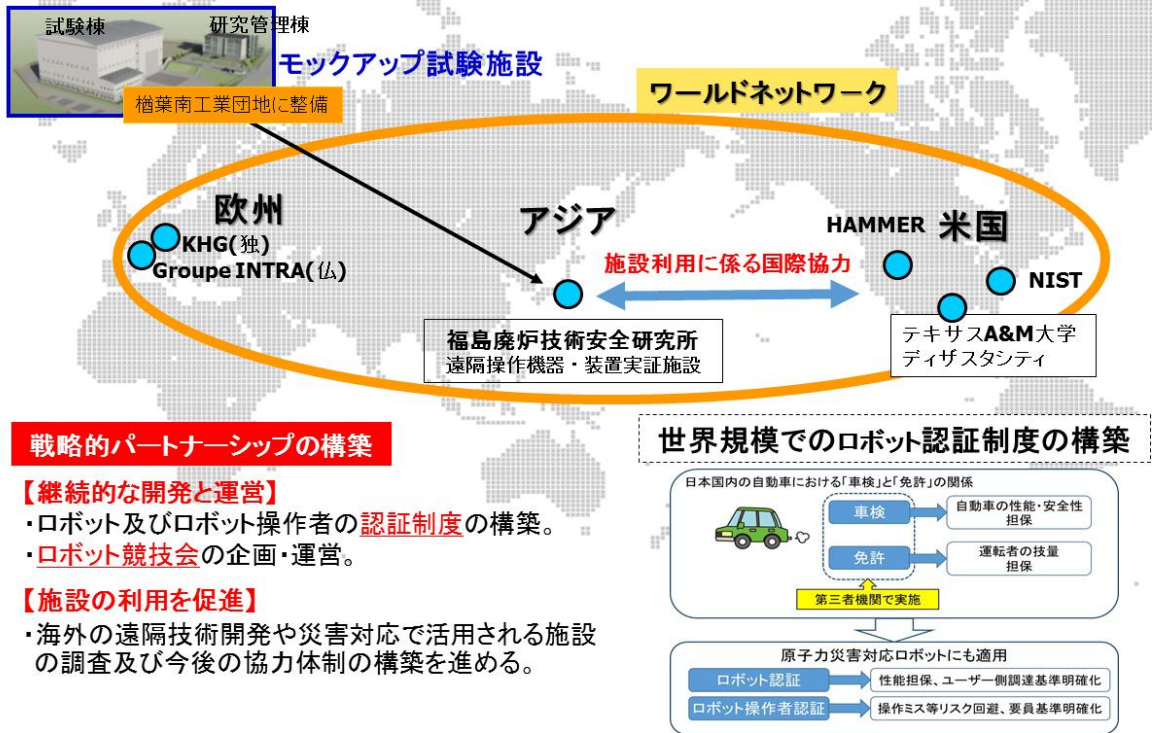 試験棟
研究管理棟
モックアップ試験施設
楢葉南工業団地に整備
ワールドネットワーク
欧州
KHG(独)
Groupe INTRA(仏)
アジア
HAMMER
米国
施設利用に係る国際協力
NIST
福島廃炉技術安全研究所
遠隔操作機器・装置実証施設
テキサスA&M大学
ディザスタシティ
戦略的パートナーシップの構築
【継続的な開発と運営】
・ロボット及びロボット操作者の認証制度の構築。
・ロボット競技会の企画・運営。
【施設の利用を促進】
・海外の遠隔技術開発や災害対応で活用される施設
の調査及び今後の協力体制の構築を進める。
世界規模でのロボット認証制度の構築
日本国内の自動車における「車検」と「免許」の関係
車検
自動車の性能・安全性
担保
免許
運転者の技量
担保
第三者機関で実施
原子力災害対応ロボットにも適用
ロボット認証
性能担保、ユーザー側調達基準明確化
ロボット操作者認証
操作ミス等リスク回避、要員基準明確化